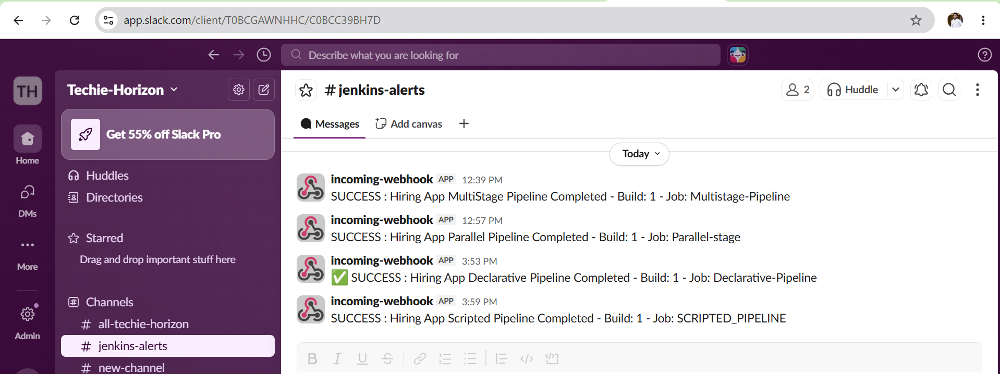 app.slack.com/client/T0BCGAWNHHC/C0BCC39BH7D
Describe what you are looking for
TH
Home
DMs
More
Admin
Techie-Horizon
Get 55% off Slack Pro
Huddles
Directories
Starred
Drag and drop important stuff here
Channels
# all-techie-horizon
# jenkins-alerts
# new-channel
# jenkins-alerts
2
Huddle
Messages
Add canvas
Today
incoming-webhook APP 12:39 PM
SUCCESS : Hiring App MultiStage Pipeline Completed - Build: 1 - Job: Multistage-Pipeline
incoming-webhook APP 12:57 PM
SUCCESS : Hiring App Parallel Pipeline Completed - Build: 1 - Job: Parallel-stage
incoming-webhook APP 3:53 PM
✅ SUCCESS : Hiring App Declarative Pipeline Completed - Build: 1 - Job: Declarative-Pipeline
incoming-webhook APP 3:59 PM
SUCCESS : Hiring App Scripted Pipeline Completed - Build: 1 - Job: SCRIPTED_PIPELINE